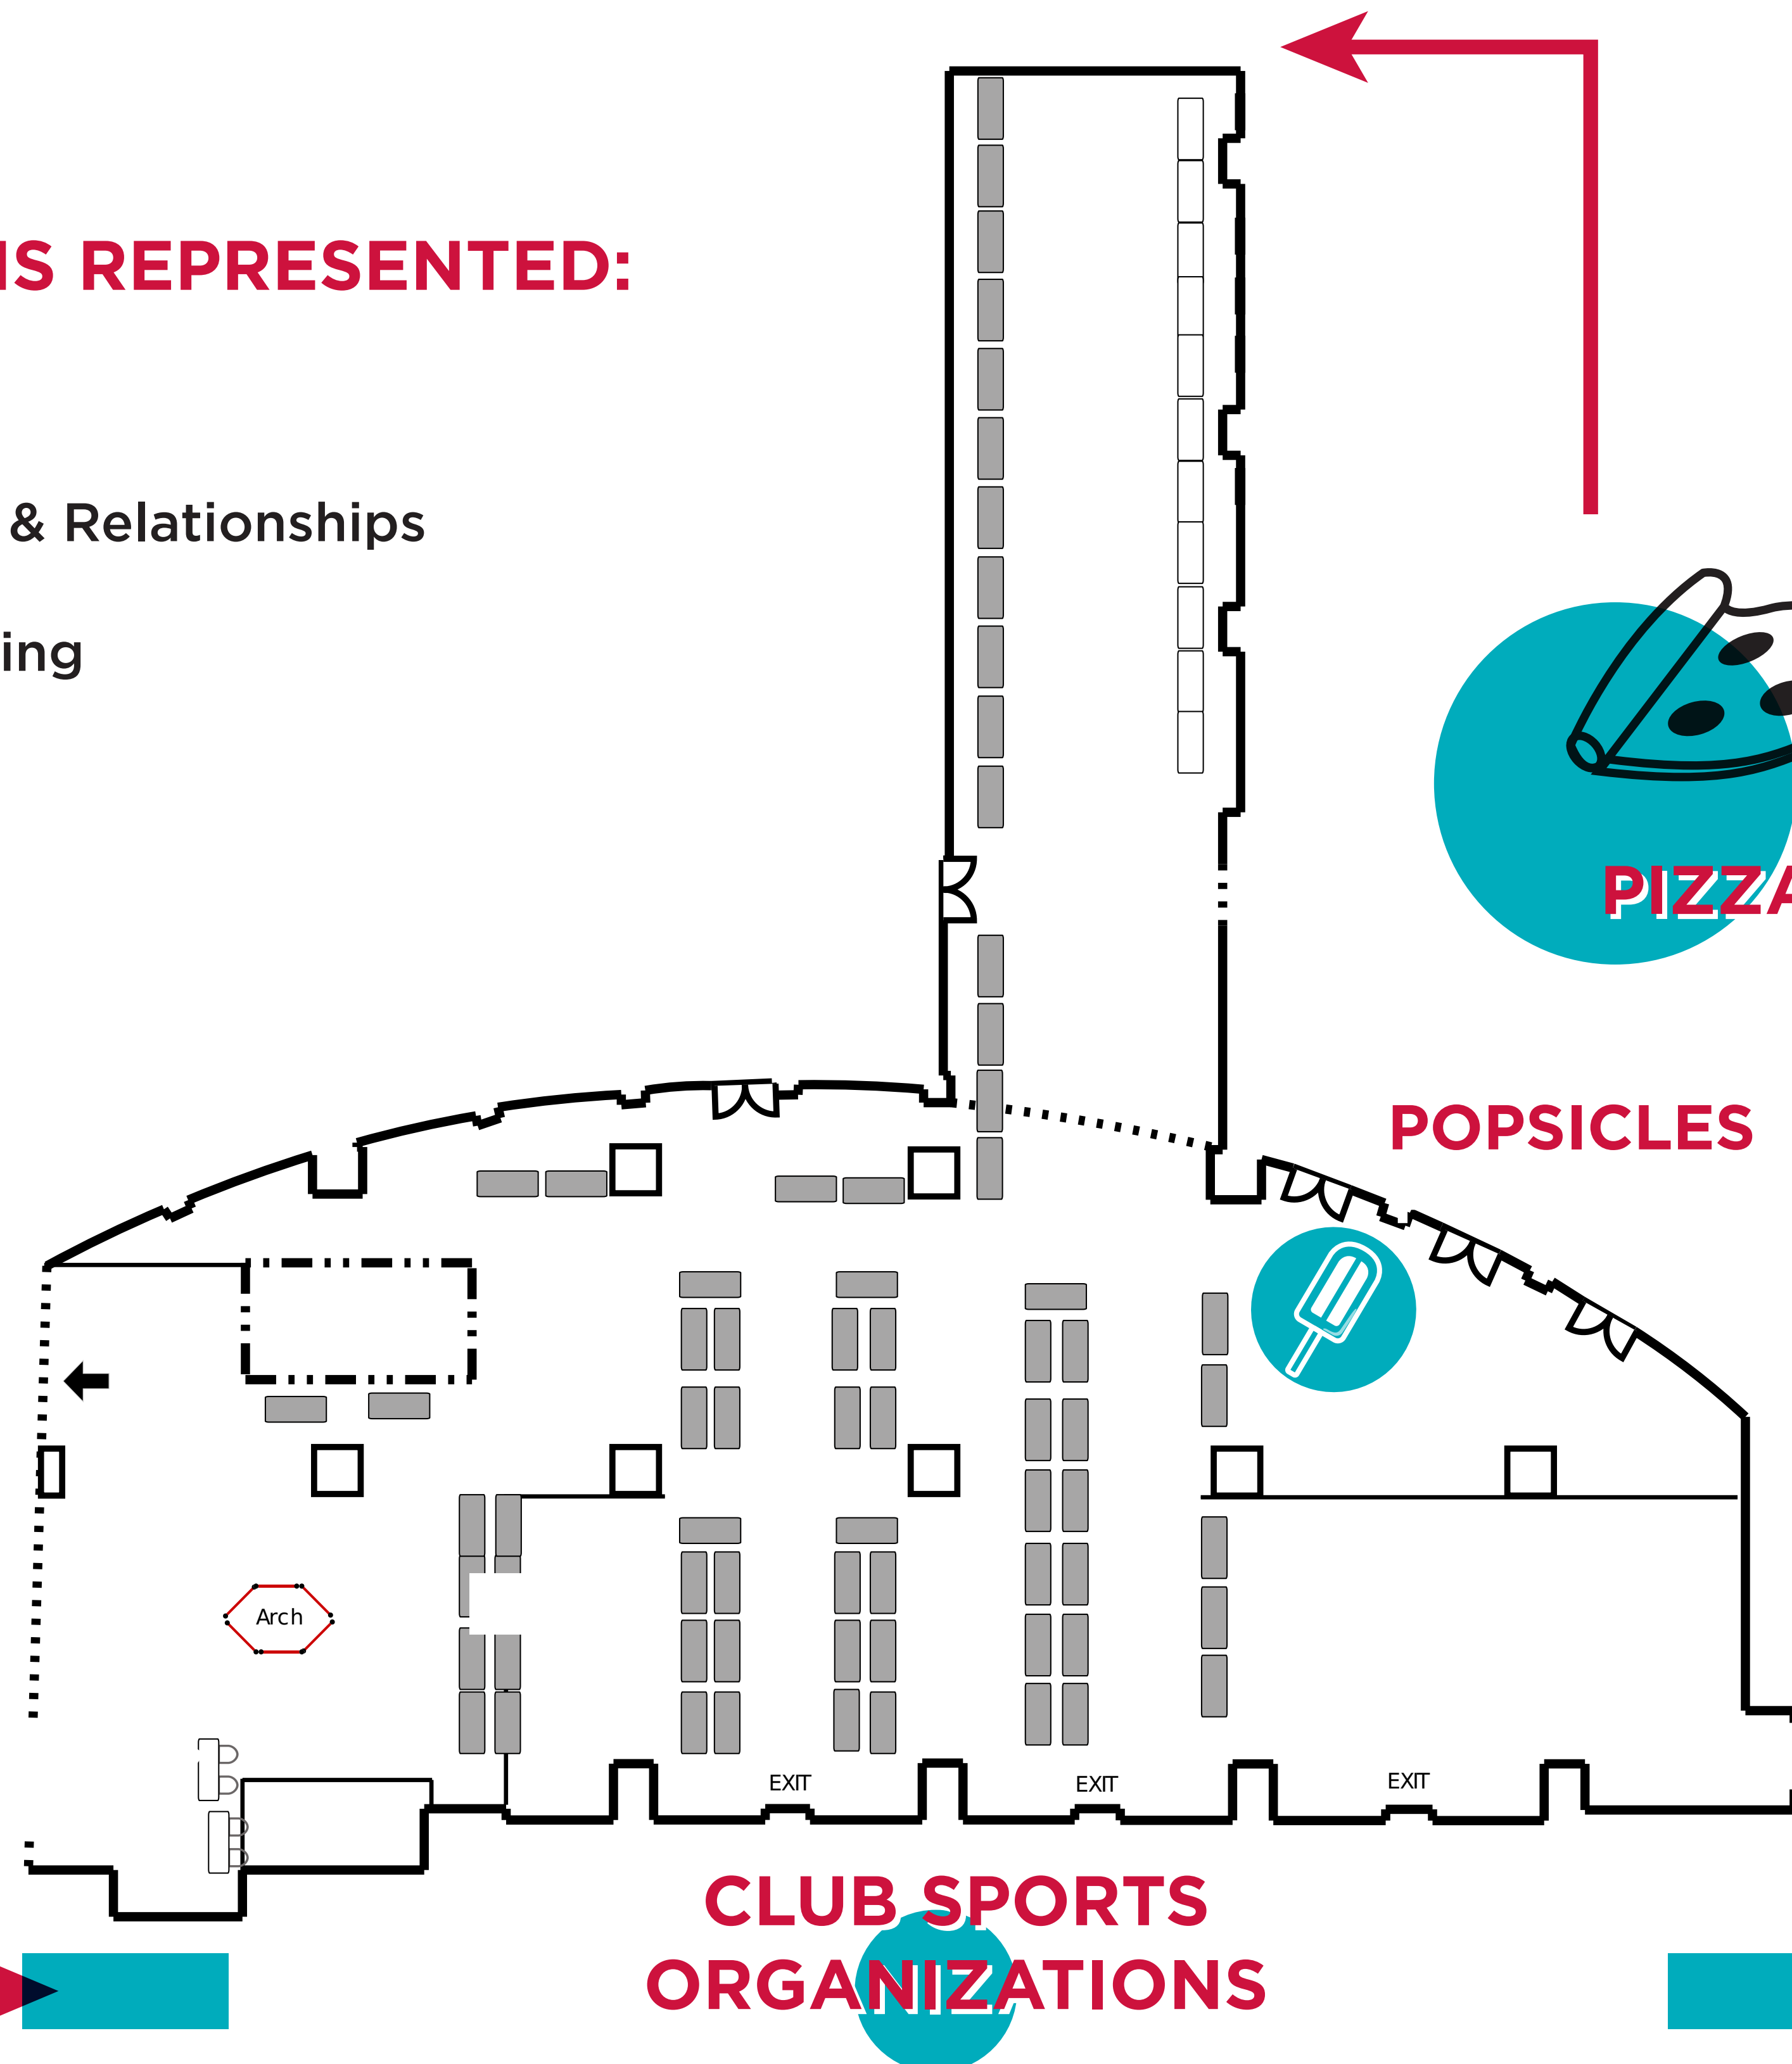 IS REPRESENTED:
& Relationships
ing
PIZZA
POPSICLES
Arch
EXIT
EXIT
EXIT
CLUB SPORTS
ORGANIZATIONS